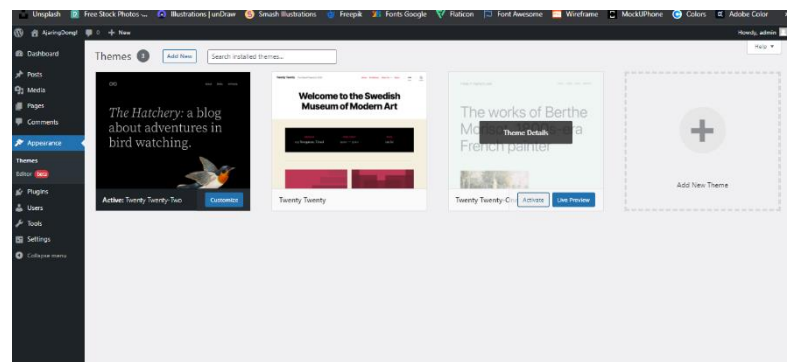 Unsplash Free Stock Photos -... Illustrations | unDraw Smash Illustrations Freepik Fonts Google Flaticon Font Awesome Wireframe MockUPhone Colors Adobe Color
AjaringDong! 0 + New Howdy, admin
Help
Dashboard
Posts
Media
Pages
Comments
Appearance
Themes
Editor beta
Plugins
Users
Tools
Settings
Collapse menu
Themes 3 Add New Search installed themes...
The Hatchery: a blog
about adventures in
bird watching.
Active: Twenty Twenty-Two Customize
Welcome to the Swedish
Museum of Modern Art
Twenty Twenty
The works of Berthe
French painter
Theme Details
Activate Live Preview
Add New Theme